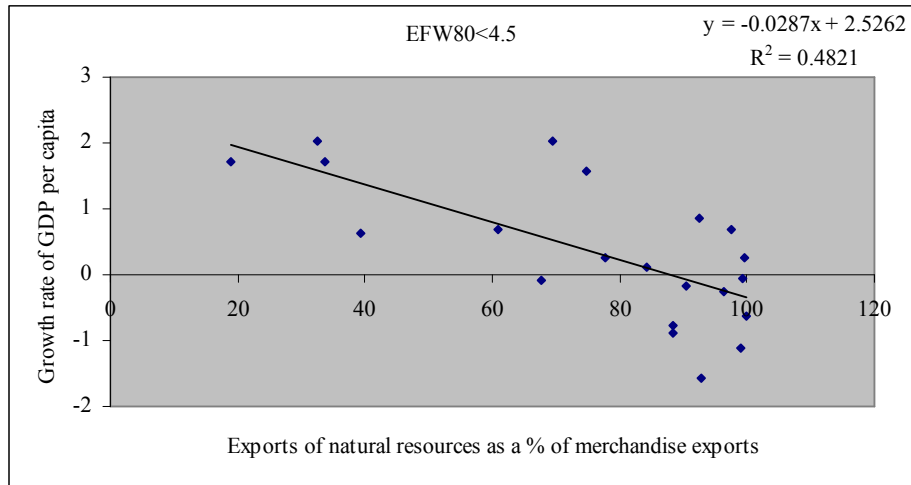 EFW80<4.5
y = -0.0287x + 2.5262
R² = 0.4821
3
2
1
0
-1
-2
0 20 40 60 80 100 120
Growth rate of GDP per capita
Exports of natural resources as a % of merchandise exports